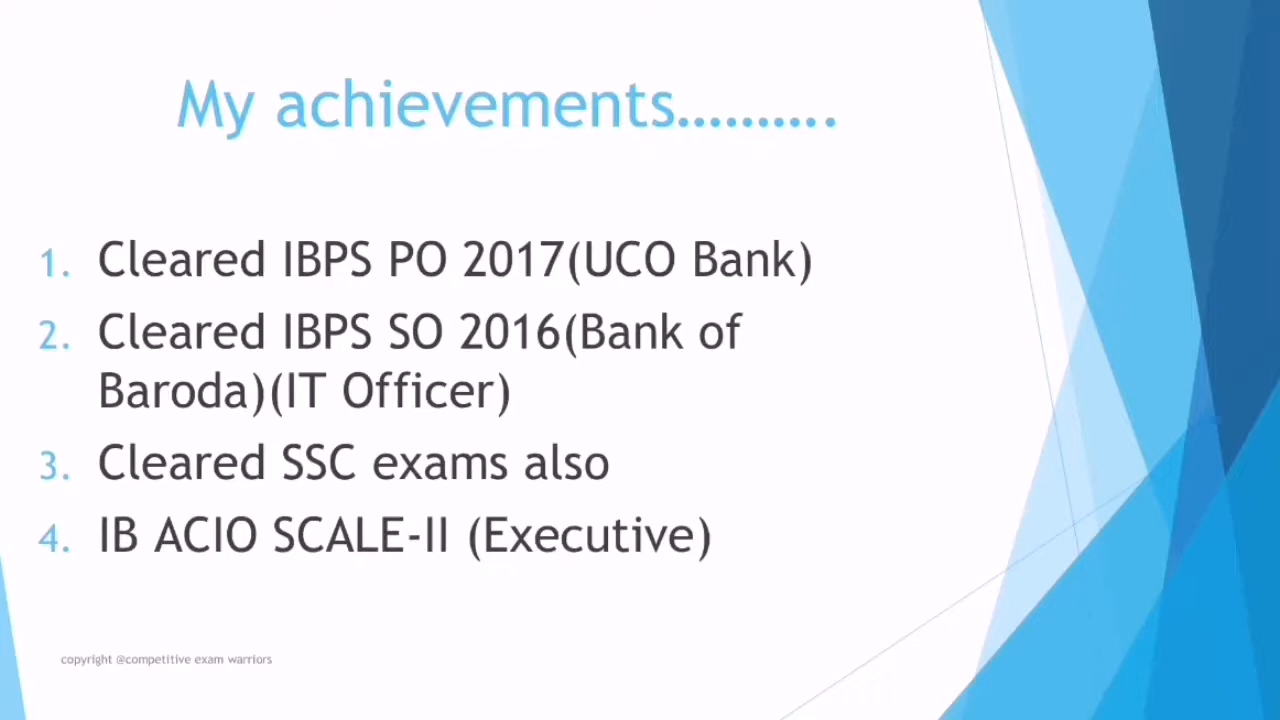 My achievements……….
1. Cleared IBPS PO 2017(UCO Bank)
2. Cleared IBPS SO 2016(Bank of
Baroda)(IT Officer)
3. Cleared SSC exams also
4. IB ACIO SCALE-II (Executive)
copyright @competitive exam warriors